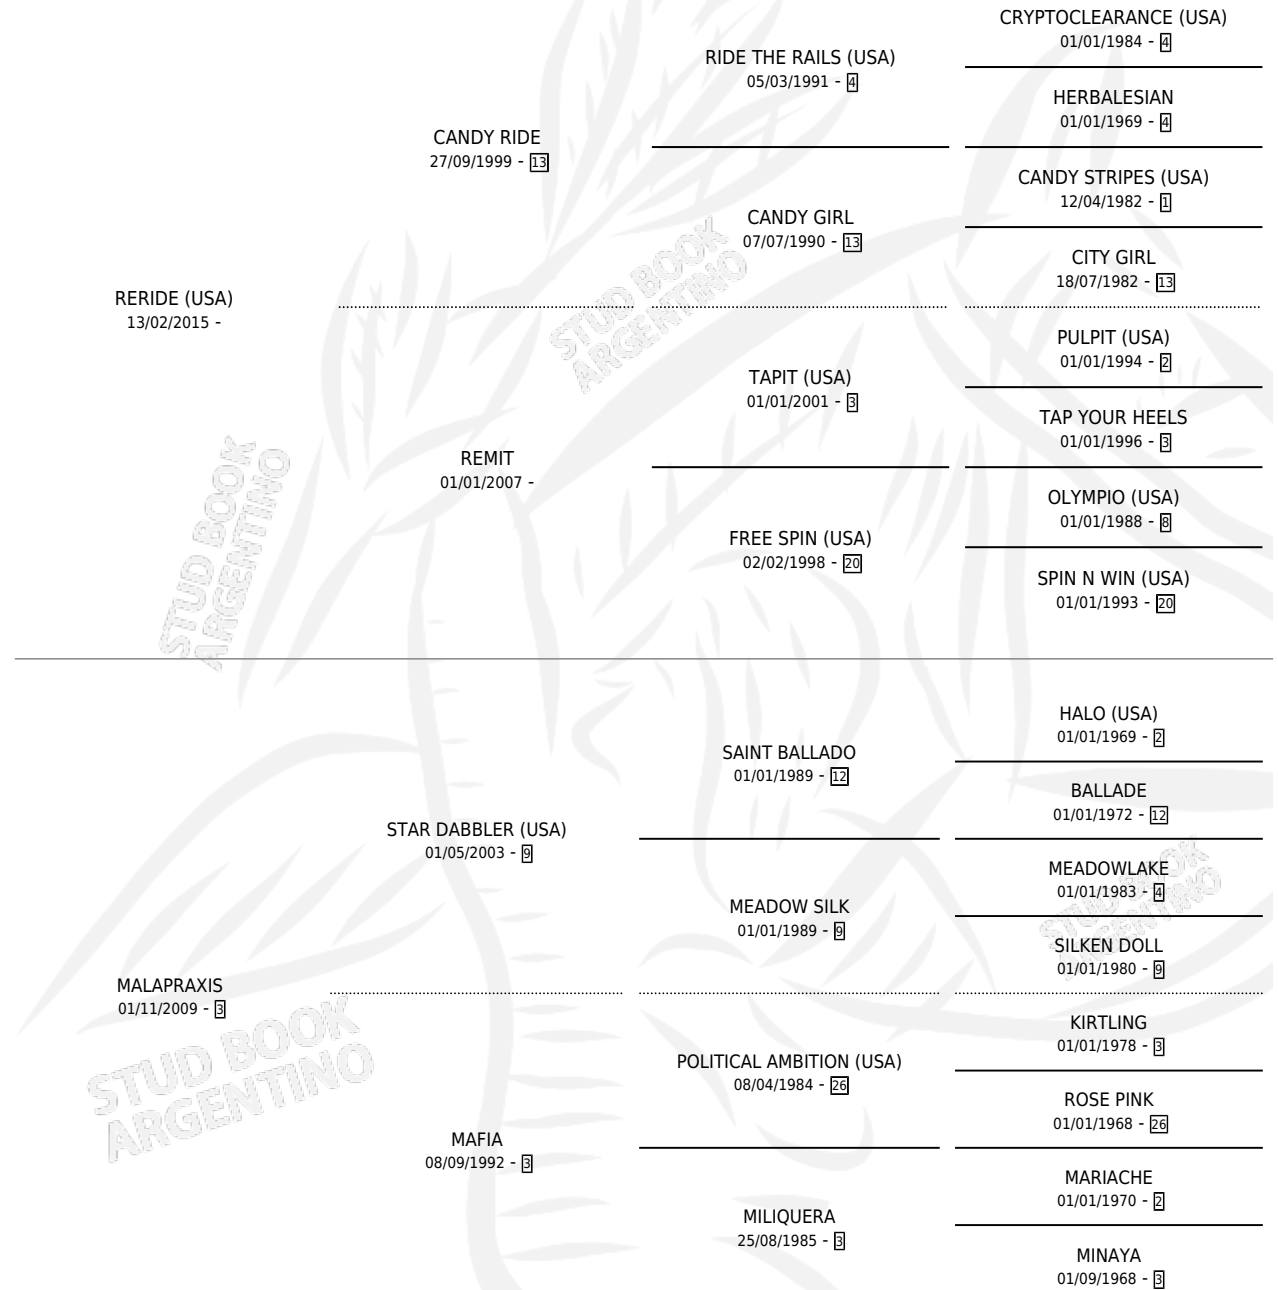 CRYPTOCLEARANCE (USA)
01/01/1984 - 4
RIDE THE RAILS (USA)
05/03/1991 - 4
HERBALESIAN
01/01/1969 - 4
CANDY RIDE
27/09/1999 - 13
CANDY STRIPES (USA)
12/04/1982 - 1
CANDY GIRL
07/07/1990 - 13
CITY GIRL
18/07/1982 - 13
RERIDE (USA)
13/02/2015 -
PULPIT (USA)
01/01/1994 - 2
TAPIT (USA)
01/01/2001 - 3
TAP YOUR HEELS
01/01/1996 - 3
REMIT
01/01/2007 -
OLYMPIO (USA)
01/01/1988 - 8
FREE SPIN (USA)
02/02/1998 - 20
SPIN N WIN (USA)
01/01/1993 - 20
HALO (USA)
01/01/1969 - 2
SAINT BALLADO
01/01/1989 - 12
BALLADE
01/01/1972 - 12
STAR DABBLER (USA)
01/05/2003 - 9
MEADOWLAKE
01/01/1983 - 4
MEADOW SILK
01/01/1989 - 9
SILKEN DOLL
01/01/1980 - 9
MALAPRAXIS
01/11/2009 - 3
KIRTLING
01/01/1978 - 3
POLITICAL AMBITION (USA)
08/04/1984 - 26
ROSE PINK
01/01/1968 - 26
MAFIA
08/09/1992 - 3
MARIACHE
01/01/1970 - 2
MILIQUERA
25/08/1985 - 3
MINAYA
01/09/1968 - 3
STUD BOOK
ARGENTINO
STUD BOOK
ARGENTINO
STUD BOOK
ARGENTINO
STUD BOOK
ARGENTINO